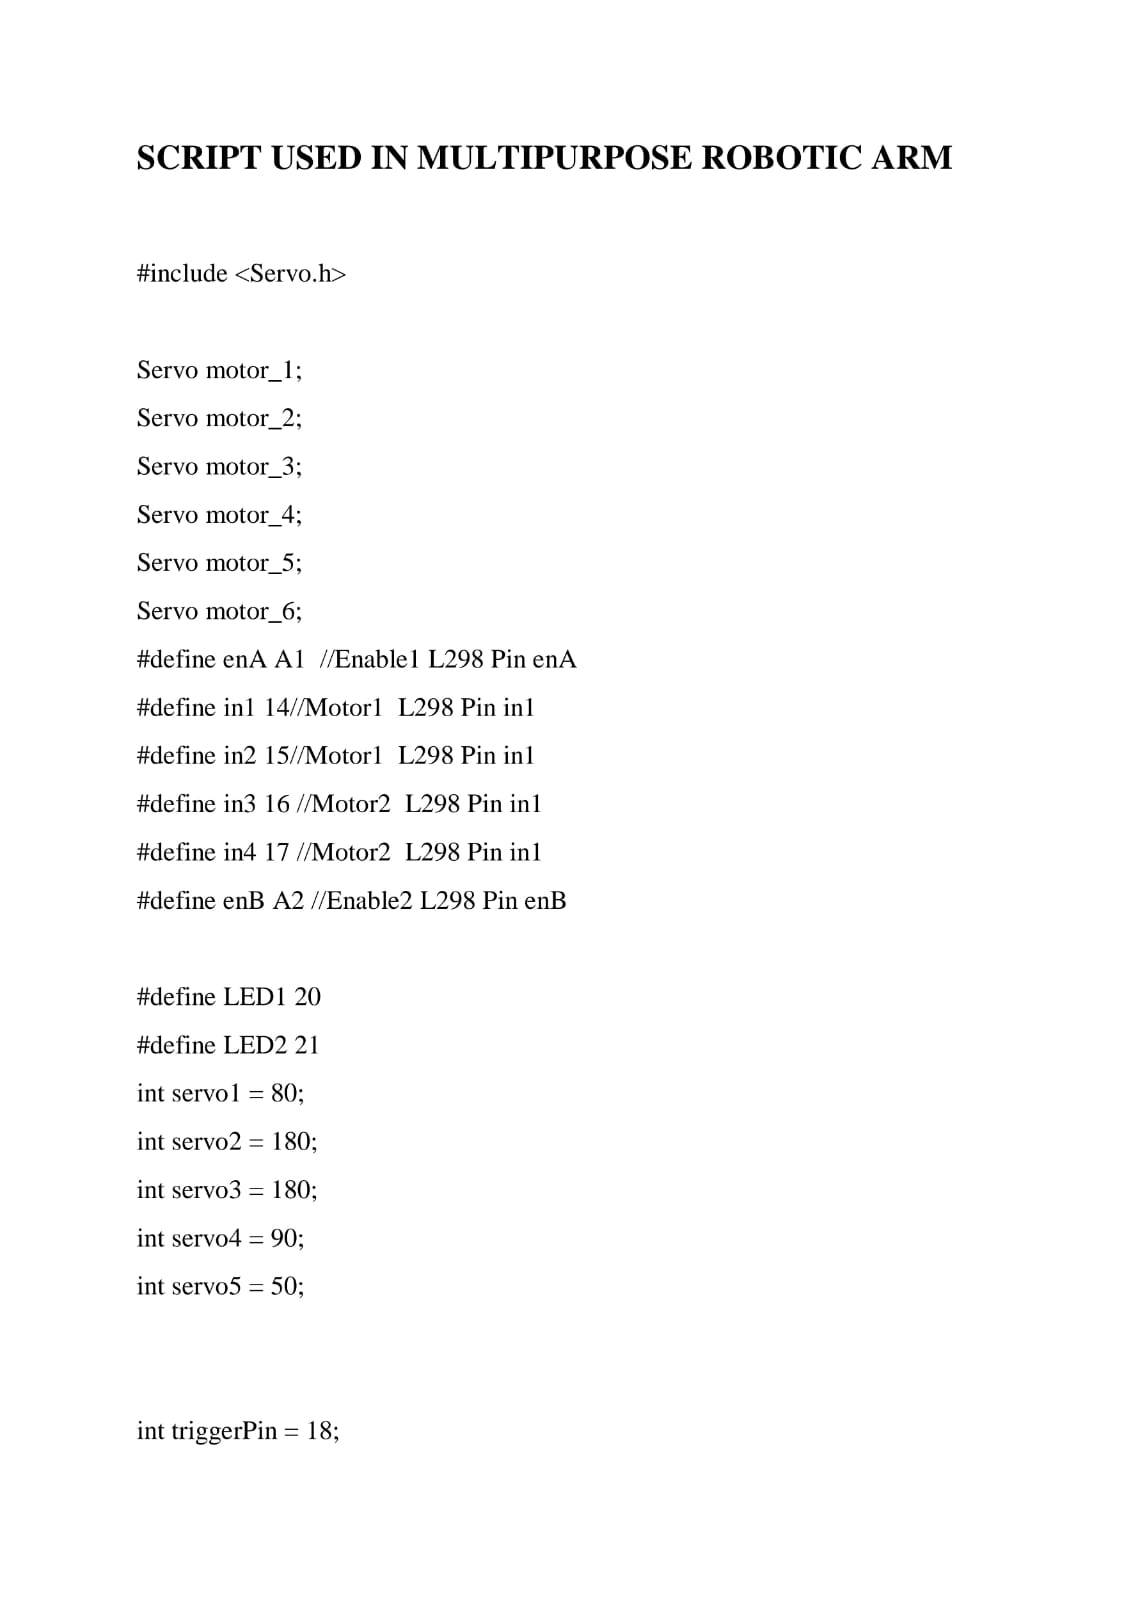 SCRIPT USED IN MULTIPURPOSE ROBOTIC ARM
#include <Servo.h>
Servo motor_1;
Servo motor_2;
Servo motor_3;
Servo motor_4;
Servo motor_5;
Servo motor_6;
#define enA A1  //Enable1 L298 Pin enA
#define in1 14//Motor1  L298 Pin in1
#define in2 15//Motor1  L298 Pin in1
#define in3 16 //Motor2  L298 Pin in1
#define in4 17 //Motor2  L298 Pin in1
#define enB A2 //Enable2 L298 Pin enB
#define LED1 20
#define LED2 21
int servo1 = 80;
int servo2 = 180;
int servo3 = 180;
int servo4 = 90;
int servo5 = 50;
int triggerPin = 18;